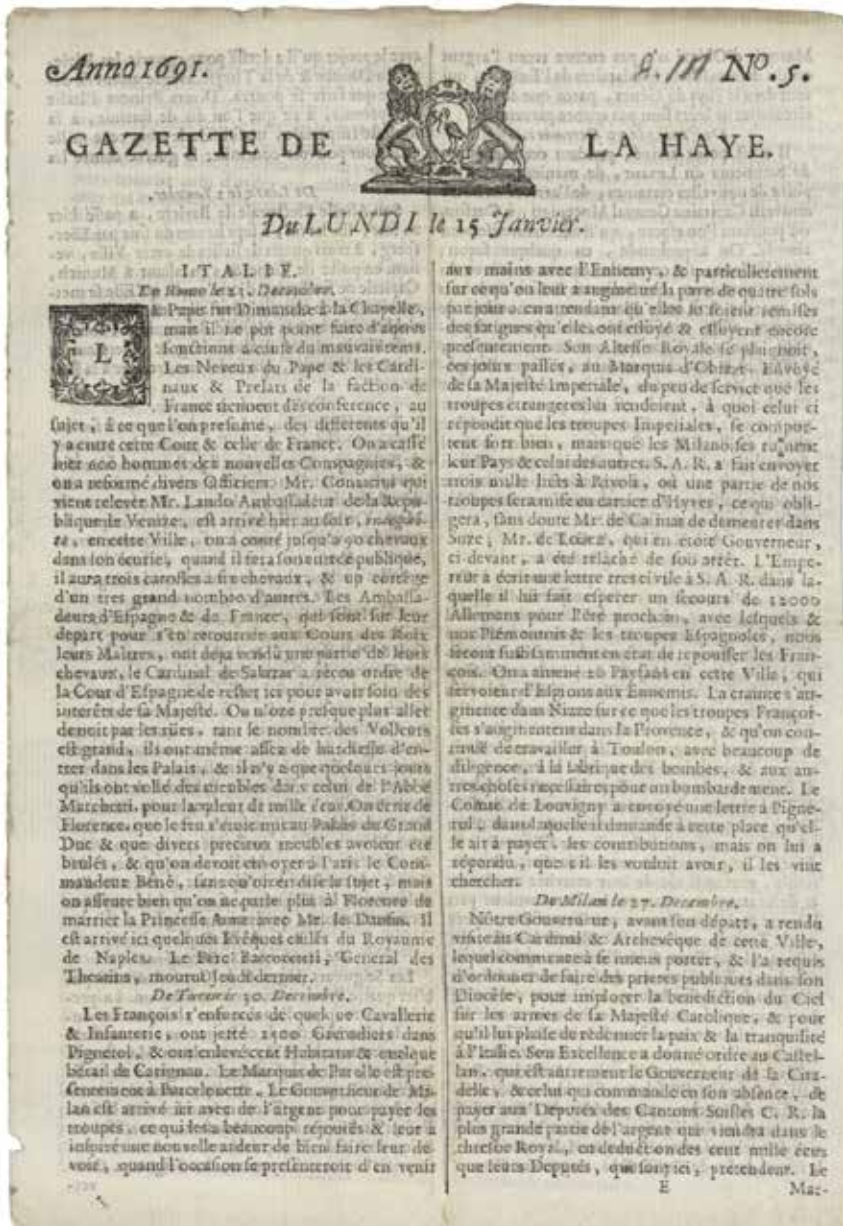 Anno 1691.
Nº. 5.
GAZETTE DE LA HAYE.
Du LUNDI le 15 Janvier.
ITALIE.
De Rome le 23. Decembre.
Le Pape fut Dimanche à la Chapelle,
mais il ne pot point faire d'autres
fonctions à cause du mauvais tems.
Les Neveux du Pape & les Cardi-
naux & Prelats de la faction de
France tiennent des conference, au
sujet, à ce que l'on presume, des differents qu'il
y a entre cette Cour & celle de France. On a cassé
hier 600 hommes des nouvelles Compagnies, &
on a reformé divers Officiers. Mr. Contarini qui
vient relever Mr. Lando Ambassadeur de la Repu-
blique de Venize, est arrivé hier au soir, incogni-
to, en cette Ville, on a conté jusqu'a 90 chevaux
dans son écurie, quand il fera son entrée publique,
il aura trois carosses à six chevaux, & un cortege
d'un tres grand nombre d'autres. Les Ambassa-
deurs d'Espagne & de France, qui sont sur leur
depart pour s'en retourner aux Cours des Rois
leurs Maîtres, ont deja vendu une partie de leurs
chevaux, le Cardinal de Salazar a réceu ordre de
la Cour d'Espagne de rester ici pour avoir soin des
interêts de sa Majesté. On n'oze presque plus aller
de nuit par les rües, tant le nombre des Volleurs
est grand, ils ont même assez de hardiesse d'en-
trer dans les Palais, & il n'y a que quelques jours
qu'ils ont vollé des meubles dans celui de l'Abbé
Marchetti, pour la valeur de mille écus. On écrit de
Florence, que le feu s'étoit mis au Palais du Grand
Duc & que divers precieux meubles avoient été
brulés, & qu'on devoit envoyer à Paris le Com-
mandeur Béné, sans qu'on en dise le sujet, mais
on asseure bien qu'on ne parle plus à Florence de
marrier la Princesse Anne avec Mr. le Daufin. Il
est arrivé ici quelques Evêques exilés du Royaume
de Naples. Le Pere General des
Theatins, mourut Jeudi dernier.
De Turin le 30. Decembre.
Les François r'enforcés de quelque Cavallerie
& Infanterie, ont jetté 1500 Grenadiers dans
Pignerol, & ont enlevé cent Habitans & quelque
bétail de Carignan. Le Marquis de Parelle est pre-
sentement à Barcelonette. Le Gouverneur de Mi-
lan est arrivé ici avec de l'argent pour payer les
troupes, ce qui les a beaucoup rejouïs & leur a
inspiré une nouvelle ardeur de bien faire leur de-
voir, quand l'occasion se presenteroit d'en venir
aux mains avec l'Ennemy, & particulierement
sur ce qu'on leur a augmenté la paye de quatre sols
par jour en attendant qu'elles se soient remises
des fatigues qu'elles ont essuyé & essuyent encore
presentement. Son Altesse Royale se plaignoit,
ces jours passés, au Marquis d'Obizzi, Envoyé
de sa Majesté Imperiale, du peu de service que les
troupes étrangeres lui rendoient, à quoi celui ci
répondit que les troupes Imperiales, se compor-
tent fort bien, mais que les Milanoises ruinent
leur Pays & celui des autres. S. A. R. a fait envoyer
trois mille lits à Rivoli, où une partie de nos
troupes sera mise en cartier d'Hyver, ce qui obli-
gera, sans doute Mr. de Catinat de demeurer dans
Suze; Mr. de qui en étoit Gouverneur,
ci devant, a été relaché de son arrêt. L'Empe-
reur a écrit une lettre tres civile à S. A. R. dans la-
quelle il lui fait esperer un secours de 12000
Allemans pour l'été prochain, avec lesquels &
nos Piémontois & les troupes Espagnoles, nous
serons suffisamment en état de repousser les Fran-
çois. On a amené 20 Paysans en cette Ville, qui
servoient d'Espions aux Ennemis. La crainte s'au-
gmente dans Nizze sur ce que les troupes Françoi-
ses s'augmentent dans la Provence, & qu'on con-
tinuë de travailler à Toulon, avec beaucoup de
diligence, à la fabrique des bombes, & aux au-
tres choses necessaires pour un bombardement. Le
Comte de Louvigny a envoyé une lettre à Pigne-
rol, dans laquelle il demande à cette place qu'el-
le ait à payer les contributions, mais on lui a
répondu, que s'il les vouloit avoir, il les vint
chercher.
De Milan le 27. Decembre.
Nôtre Gouverneur, avant son départ, a rendu
visite au Cardinal & Archevêque de cette Ville,
lequel commence à se mieux porter, & l'a requis
d'ordonner de faire des prieres publiques dans son
Diocése, pour implorer la benediction du Ciel
sur les armes de sa Majesté Catolique, & pour
qu'il lui plaise de redonner la paix & la tranquilité
à l'Italie. Son Excellence a donné ordre au Castel-
lan, qui est autrement le Gouverneur de la Cita-
delle, & celui qui commande en son absence, de
payer aux Deputés des Cantons Suisses C. R. la
plus grande partie de l'argent qui viendra dans le
thresor Royal, en deduction des cent mille écus
que leurs Deputés, qui sont ici, pretendent. Le
E Mar-